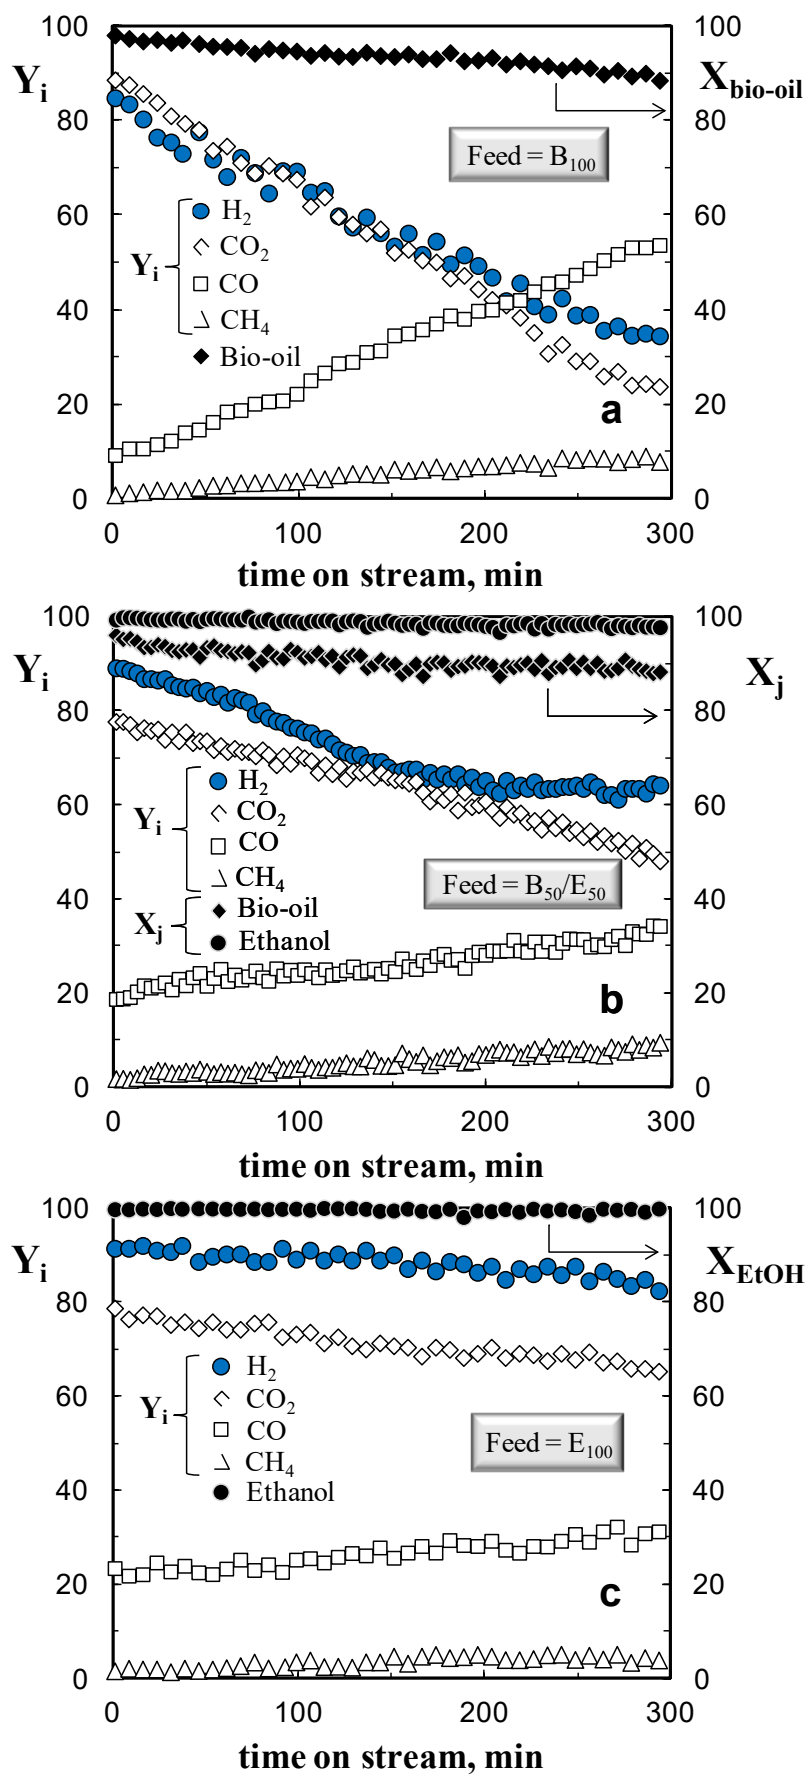 100
100
Yi
Xbio-oil
80
80
Feed = B100
H2
60
60
CO2
Yi
CO
40
40
CH4
Bio-oil
20
a
20
0
0
0
100
200
300
time on stream, min
100
100
Yi
Xj
80
80
H2
60
60
Yi
CO2
CO
CH4
Feed = B50/E50
40
40
Xj
Bio-oil
Ethanol
20
b
20
0
0
0
100
200
300
time on stream, min
100
100
Yi
XEtOH
80
80
H2
60
60
CO2
Yi
CO
Feed = E100
CH4
40
40
Ethanol
20
c
20
0
0
0
100
200
300
time on stream, min